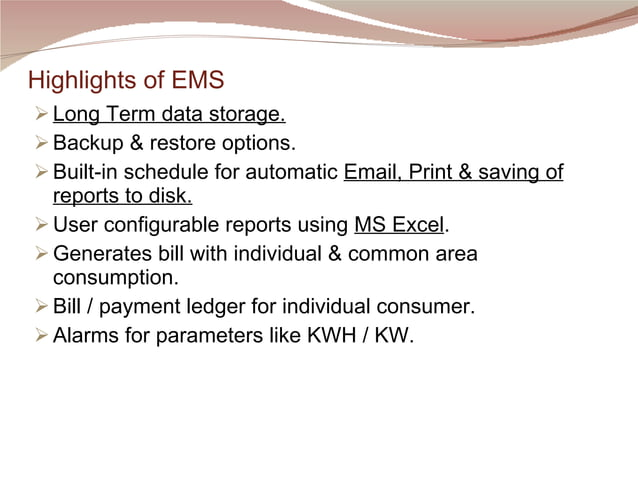 Highlights of EMS
Long Term data storage.
Backup & restore options.
Built-in schedule for automatic Email, Print & saving of
reports to disk.
User configurable reports using MS Excel.
Generates bill with individual & common area
consumption.
Bill / payment ledger for individual consumer.
Alarms for parameters like KWH / KW.